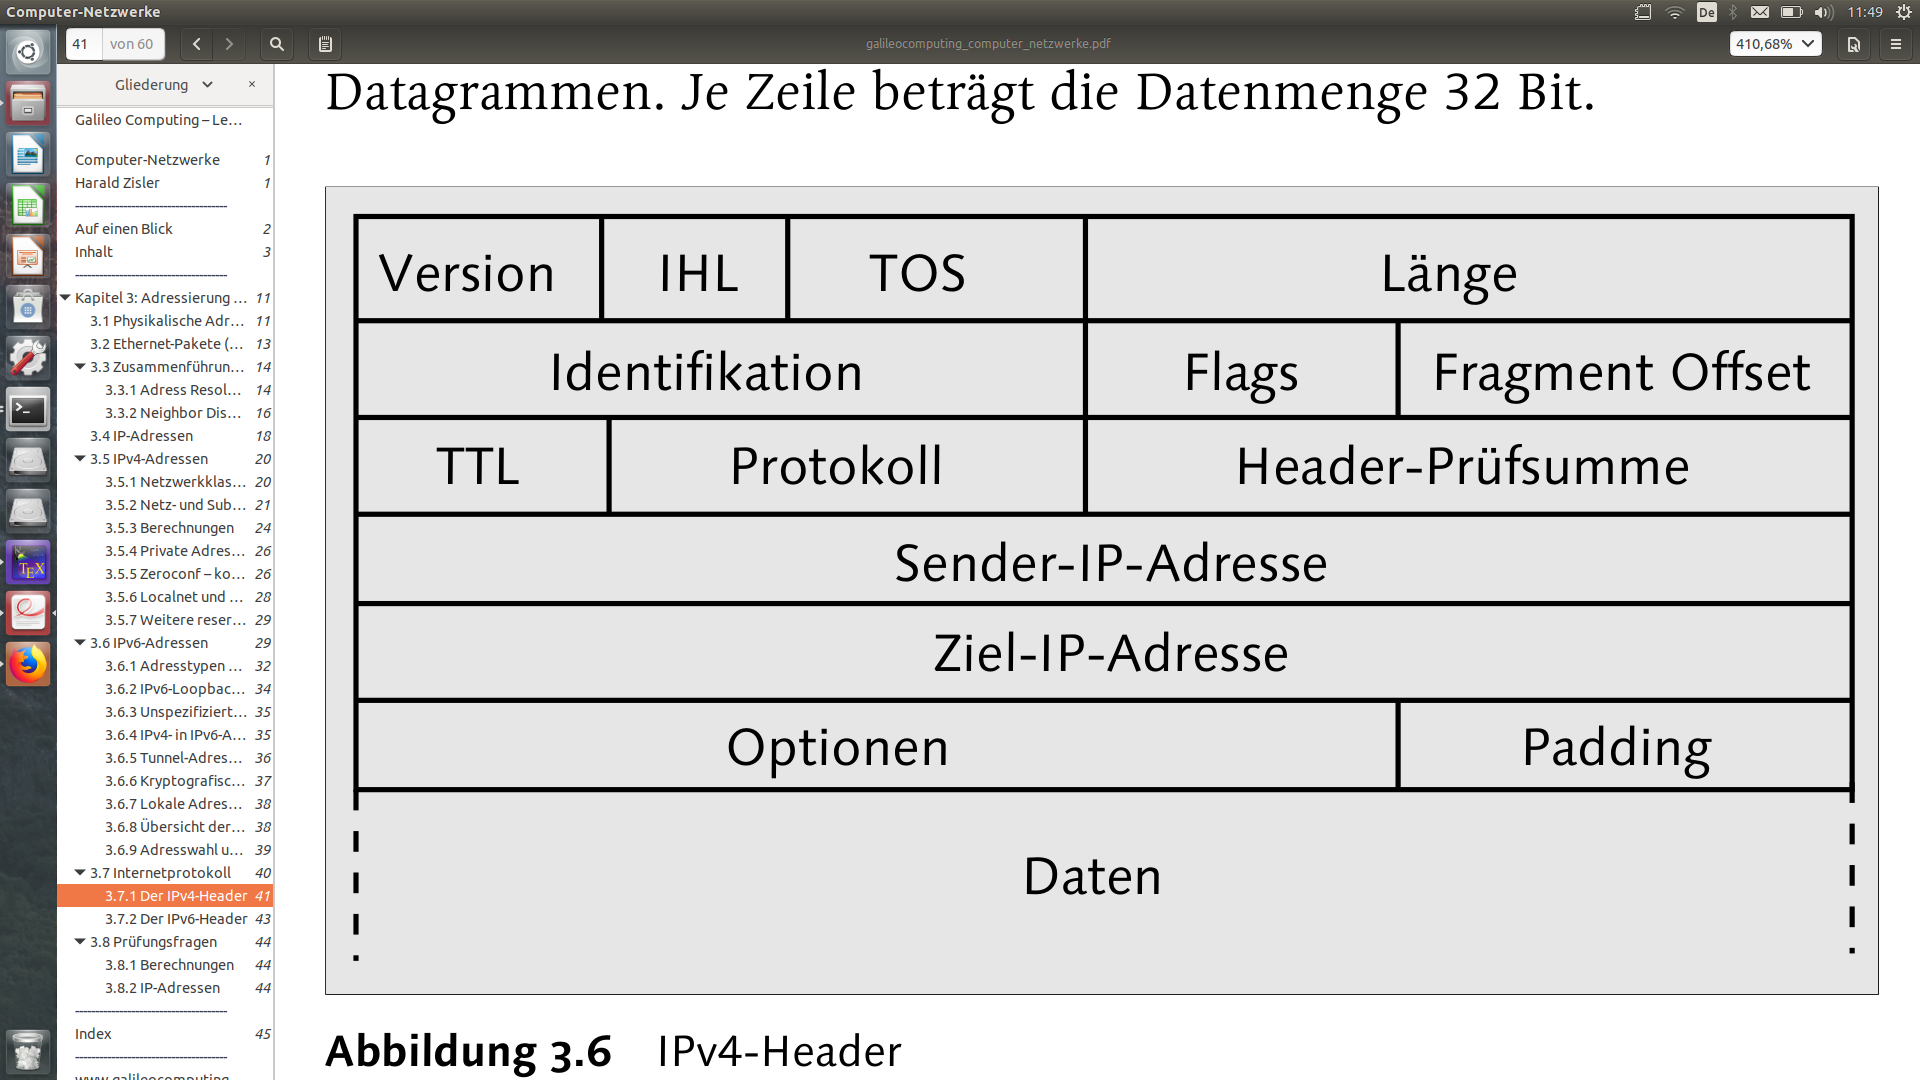 Computer-Netzwerke
De
11:49
41 von 60
galileocomputing_computer_netzwerke.pdf
410,68%
Gliederung ×
Galileo Computing – Le...
Computer-Netzwerke 1
Harald Zisler 1
--------------------------------------
Auf einen Blick 2
Inhalt 3
--------------------------------------
Kapitel 3: Adressierung ... 11
3.1 Physikalische Adr... 11
3.2 Ethernet-Pakete (... 13
3.3 Zusammenführun... 14
3.3.1 Adress Resol... 14
3.3.2 Neighbor Dis... 16
3.4 IP-Adressen 18
3.5 IPv4-Adressen 20
3.5.1 Netzwerkklas... 20
3.5.2 Netz- und Sub... 21
3.5.3 Berechnungen 24
3.5.4 Private Adres... 26
3.5.5 Zeroconf – ko... 26
3.5.6 Localnet und ... 28
3.5.7 Weitere reser... 29
3.6 IPv6-Adressen 29
3.6.1 Adresstypen ... 32
3.6.2 IPv6-Loopbac... 34
3.6.3 Unspezifiziert... 35
3.6.4 IPv4- in IPv6-A... 35
3.6.5 Tunnel-Adres... 36
3.6.6 Kryptografisc... 37
3.6.7 Lokale Adres... 38
3.6.8 Übersicht der... 38
3.6.9 Adresswahl u... 39
3.7 Internetprotokoll 40
3.7.1 Der IPv4-Header 41
3.7.2 Der IPv6-Header 43
3.8 Prüfungsfragen 44
3.8.1 Berechnungen 44
3.8.2 IP-Adressen 44
--------------------------------------
Index 45
--------------------------------------
www.galileocomputing
TEX
Datagrammen. Je Zeile beträgt die Datenmenge 32 Bit.
Version IHL TOS Länge
Identifikation Flags Fragment Offset
TTL Protokoll Header-Prüfsumme
Sender-IP-Adresse
Ziel-IP-Adresse
Optionen Padding
Daten
Abbildung 3.6 IPv4-Header